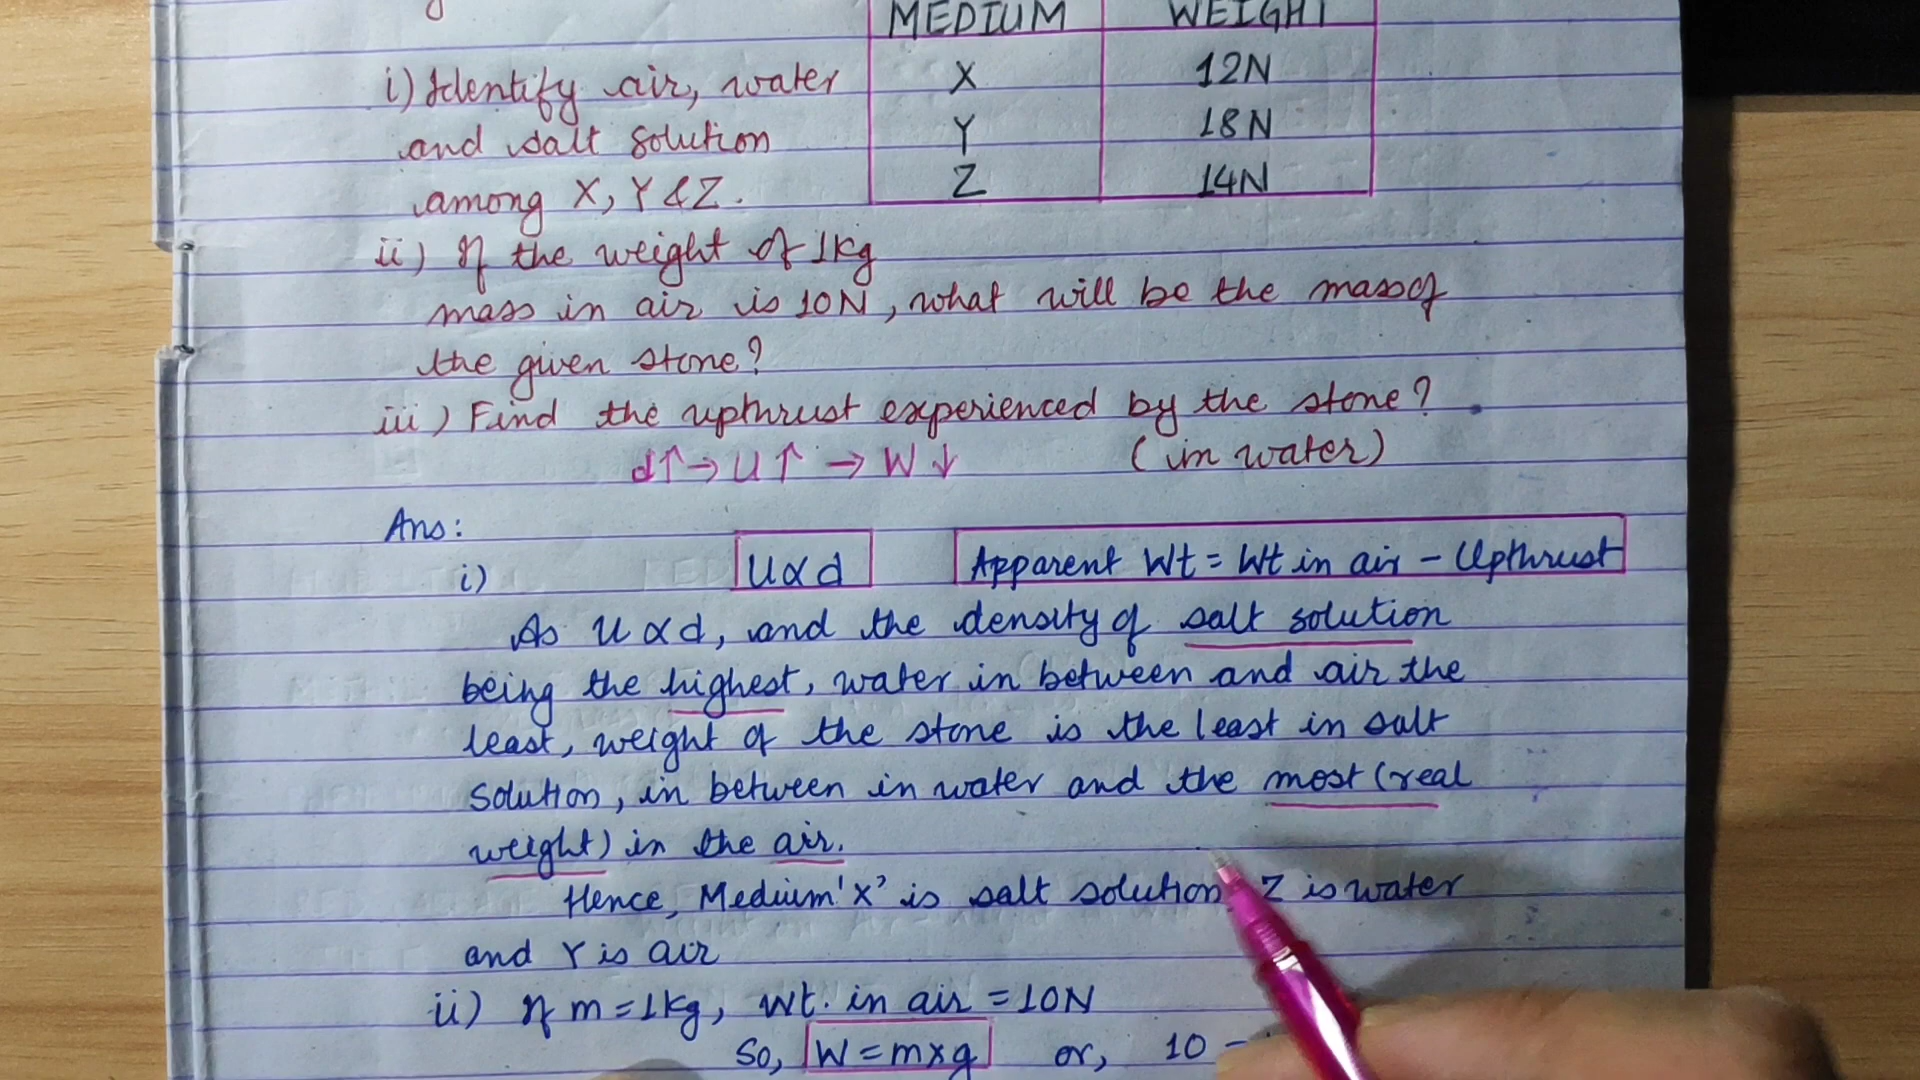 MEDIUM WEIGHT
i) Identify air, water
and salt solution
among X, Y & Z.
X 12N
Y 18N
Z 14N
ii) If the weight of 1kg
mass in air is 10N, what will be the mass of
the given stone?
iii) Find the upthrust experienced by the stone?
(in water)
d↑→U↑→W↓
Ans:
i) U∝d Apparent Wt = Wt in air - Upthrust
As U∝d, and the density of salt solution
being the highest, water in between and air the
least, weight of the stone is the least in salt
solution, in between in water and the most (real
weight) in the air.
Hence, Medium 'X' is salt solution, Z is water
and Y is air
ii) If m = 1kg, Wt. in air = 10N
So, W = m×g or, 10 =